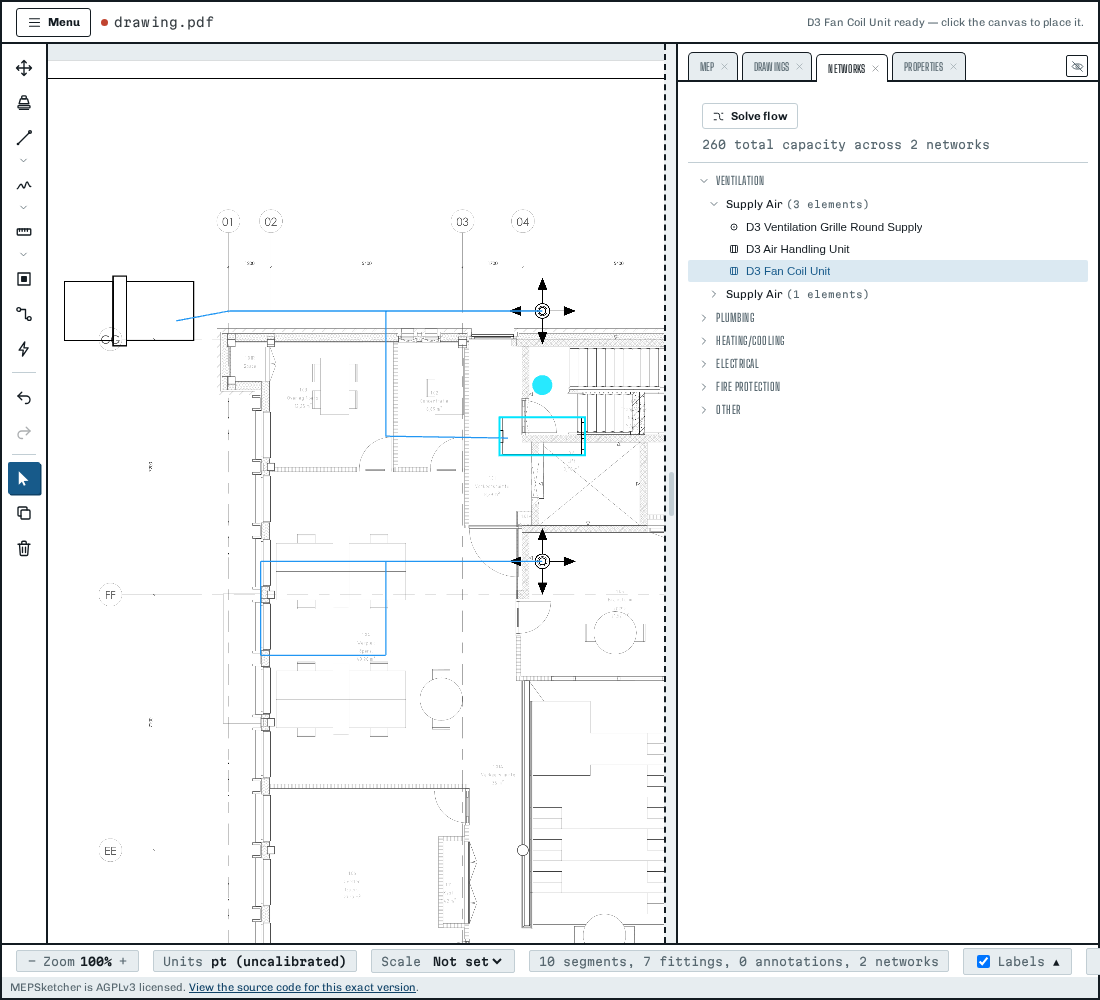 Menu
drawing.pdf
D3 Fan Coil Unit ready — click the canvas to place it.
MEP
DRAWINGS
NETWORKS
PROPERTIES
Solve flow
260 total capacity across 2 networks
VENTILATION
Supply Air (3 elements)
D3 Ventilation Grille Round Supply
D3 Air Handling Unit
D3 Fan Coil Unit
Supply Air (1 elements)
PLUMBING
HEATING/COOLING
ELECTRICAL
FIRE PROTECTION
OTHER
01 02 03 04
GG
FF
EE
− Zoom 100% +
Units pt (uncalibrated)
Scale Not set
10 segments, 7 fittings, 0 annotations, 2 networks
Labels ▲
MEPSketcher is AGPLv3 licensed. View the source code for this exact version.